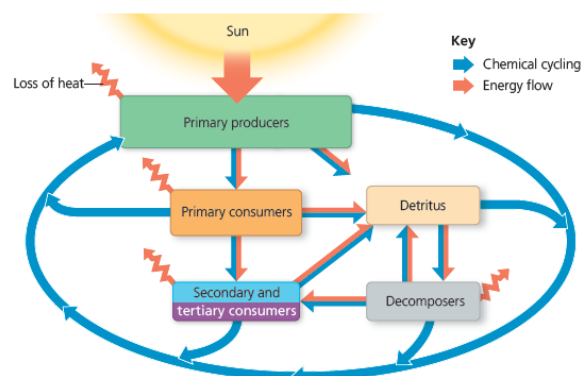 Sun
Key
Chemical cycling
Energy flow
Loss of heat
Primary producers
Primary consumers
Detritus
Secondary and
tertiary consumers
Decomposers